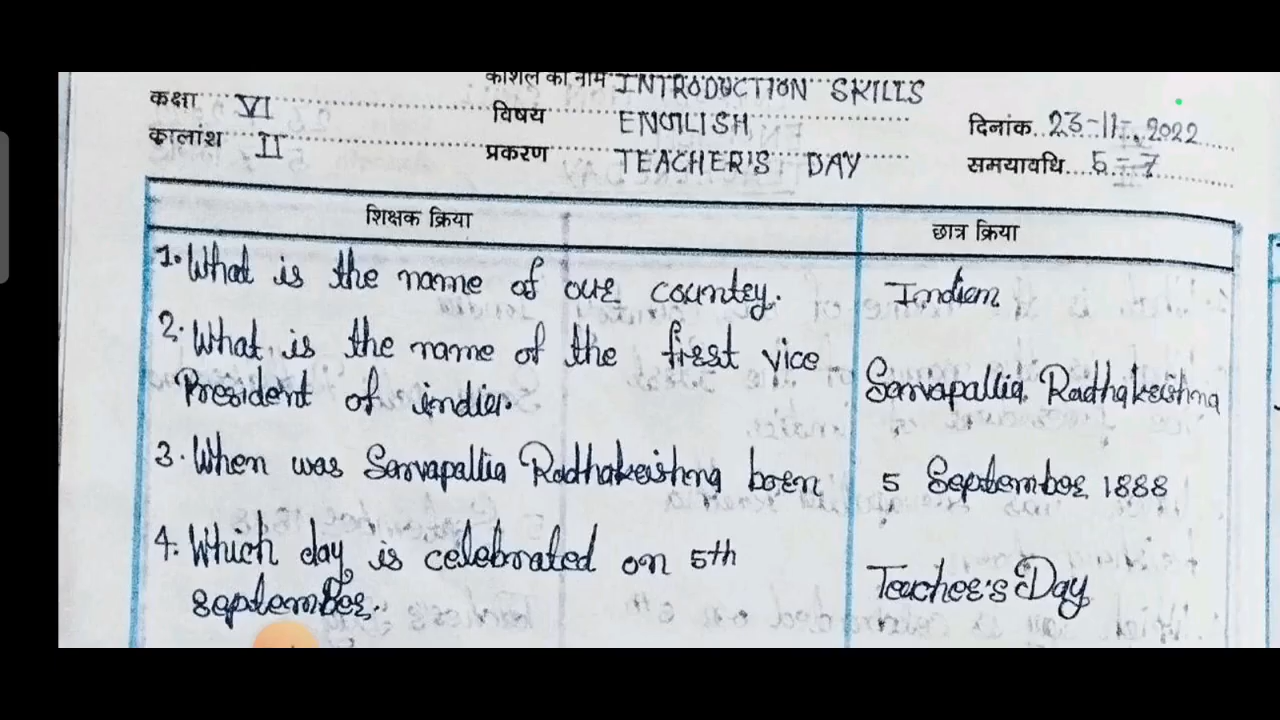 कौशल का नाम INTRODUCTION SKILLS
कक्षा VI विषय ENGLISH दिनांक 23-11-2022
कालांश II प्रकरण TEACHER'S DAY समयावधि 5-7
शिक्षक क्रिया छात्र क्रिया
1. What is the name of our country. Indian
2. What is the name of the first vice
President of india. Sarvapallia Radhakrishna
3. When was Sarvapallia Radhakrishna born 5 September 1888
4. Which day is celebrated on 5th
September. Teacher's Day